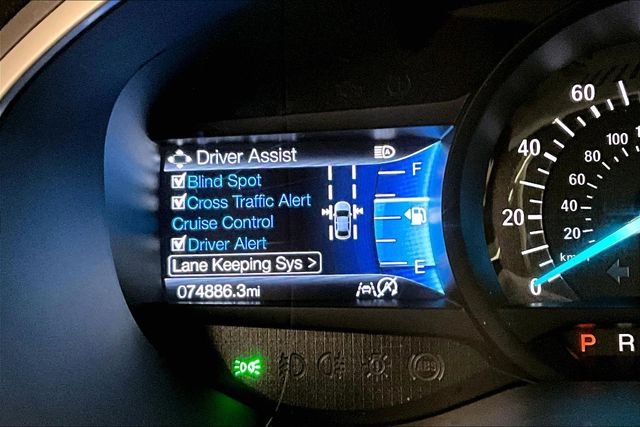 Driver Assist
Blind Spot
Cross Traffic Alert
Cruise Control
Driver Alert
Lane Keeping Sys >
074886.3mi
F
E
A
60
40
20
0
100
80
60
40
20
km
P R
ABS